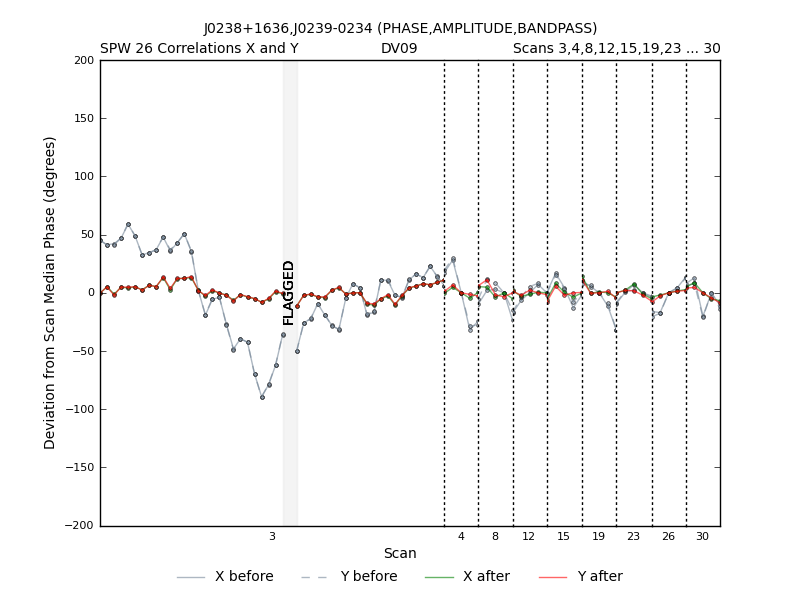 J0238+1636,J0239-0234 (PHASE,AMPLITUDE,BANDPASS)
SPW 26 Correlations X and Y DV09 Scans 3,4,8,12,15,19,23 ... 30
200
150
100
50
0
−50
−100
−150
−200
Deviation from Scan Median Phase (degrees)
FLAGGED
3 4 8 12 15 19 23 26 30
Scan
X before Y before X after Y after